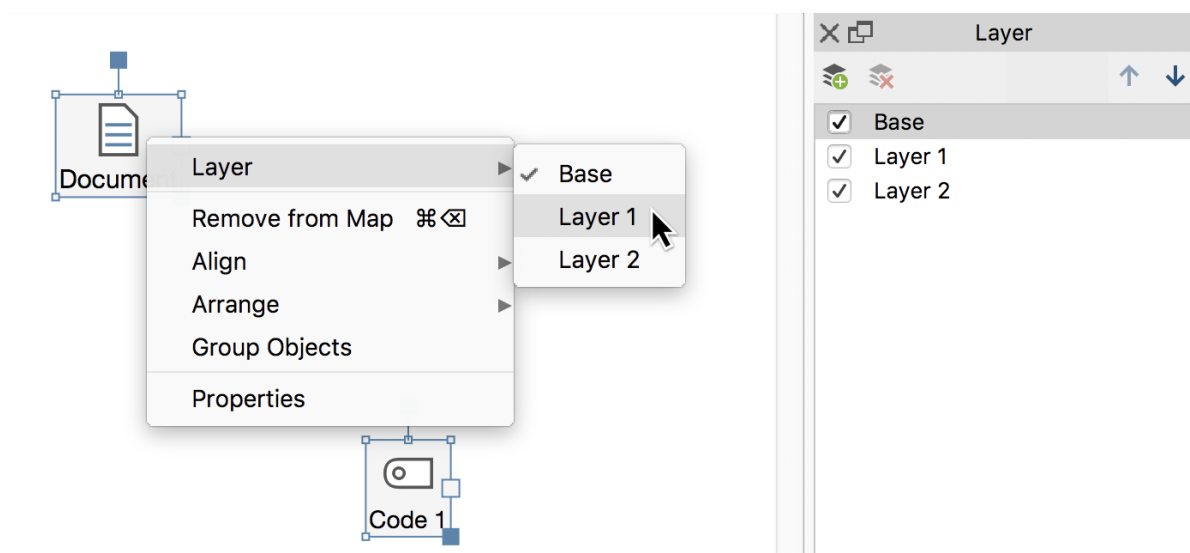 Layer
Base
Layer 1
Layer 2
Layer
Remove from Map ⌘⌫
Align
Arrange
Group Objects
Properties
Base
Layer 1
Layer 2
Code 1